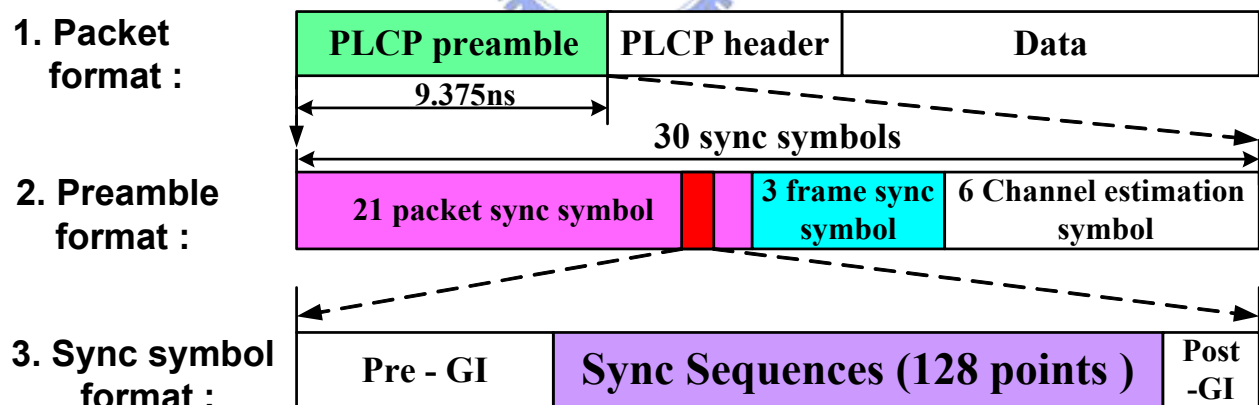 1. Packet
format :
PLCP preamble
PLCP header
Data
9.375ns
30 sync symbols
2. Preamble
format :
21 packet sync symbol
3 frame sync
symbol
6 Channel estimation
symbol
3. Sync symbol
format :
Pre - GI
Sync Sequences (128 points )
Post
-GI